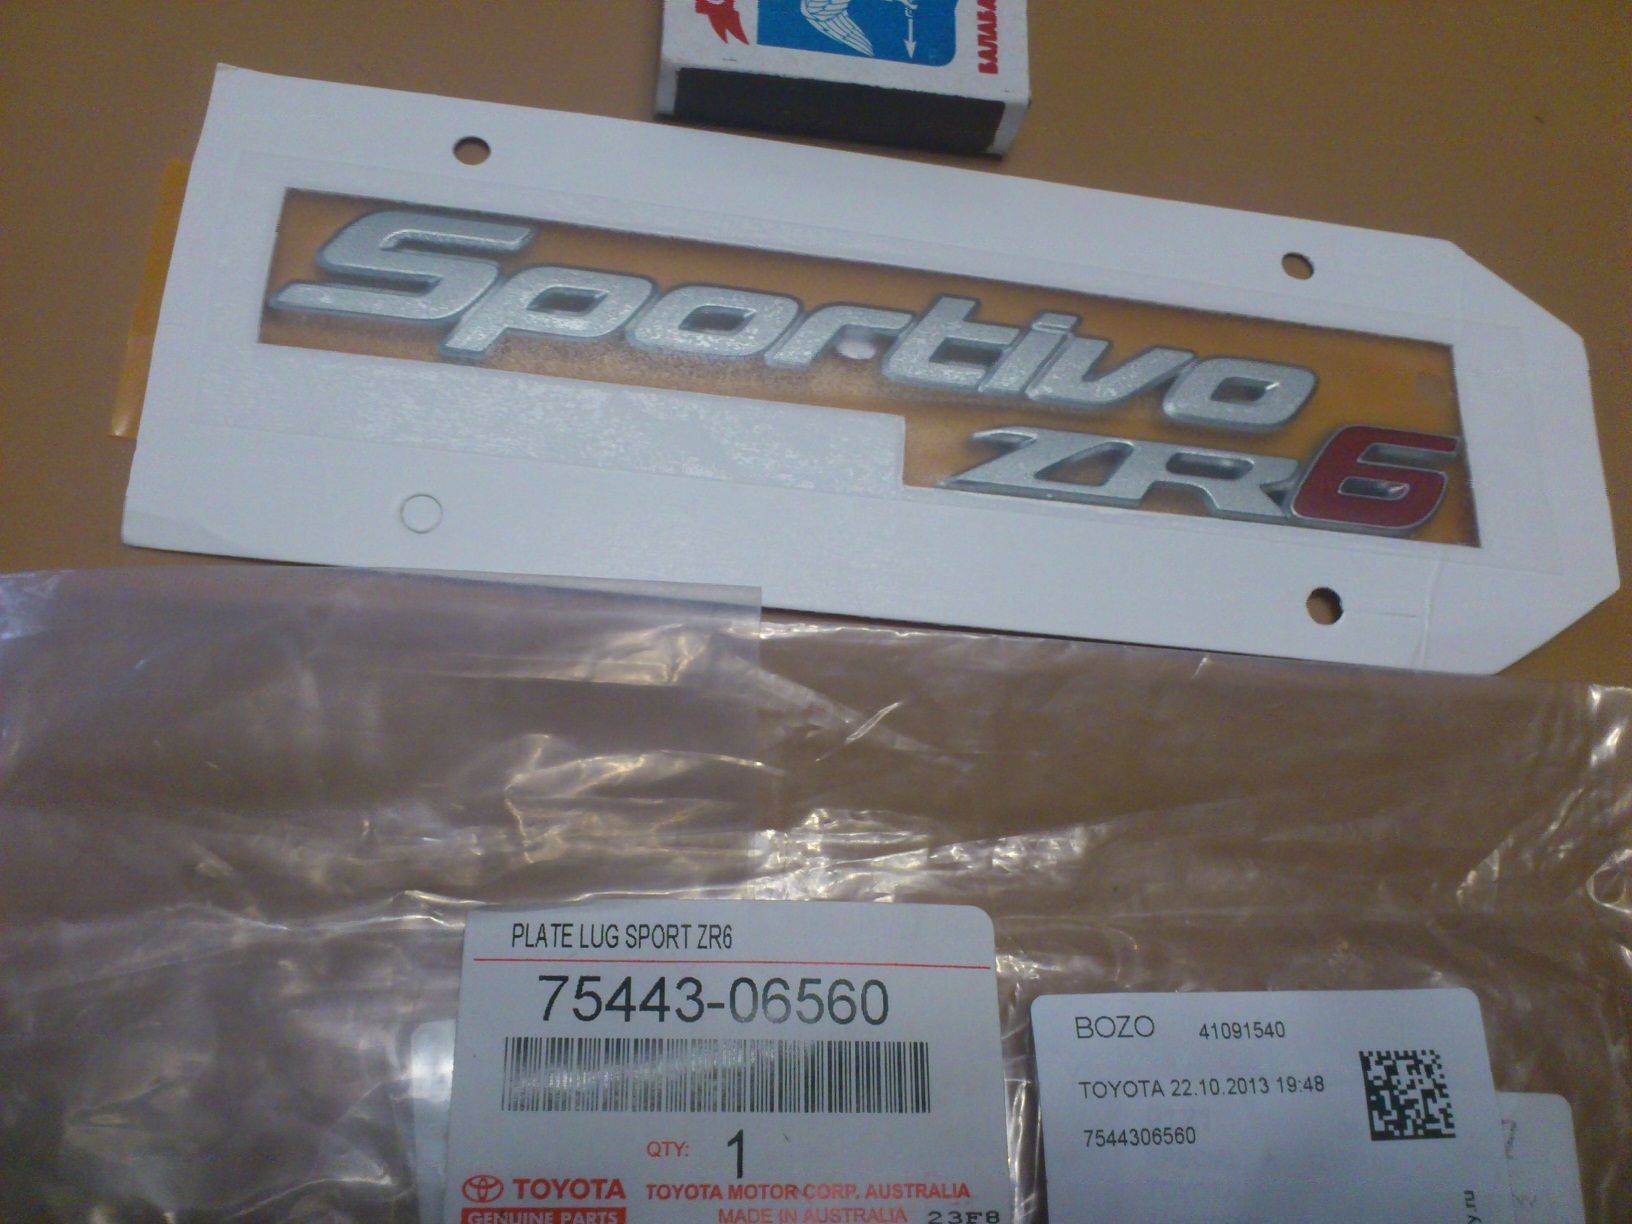 Sportivo
ZR6
PLATE LUG SPORT ZR6
75443-06560
QTY: 1
TOYOTA
GENUINE PARTS
TOYOTA MOTOR CORP. AUSTRALIA
MADE IN AUSTRALIA 23F8
BOZO 41091540
TOYOTA 22.10.2013 19:48
7544306560